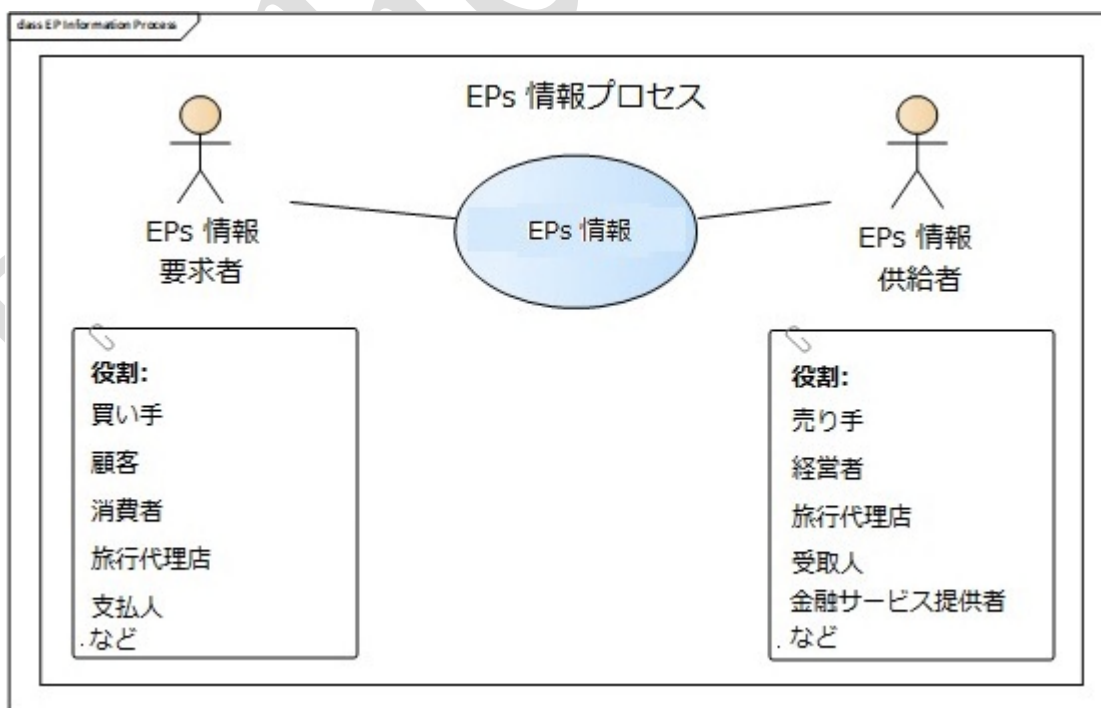 class EP Information Process
EPs 情報プロセス
EPs 情報
要求者
EPs 情報
EPs 情報
供給者
役割:
買い手
顧客
消費者
旅行代理店
支払人
.など
役割:
売り手
経営者
旅行代理店
受取人
金融サービス提供者
.など